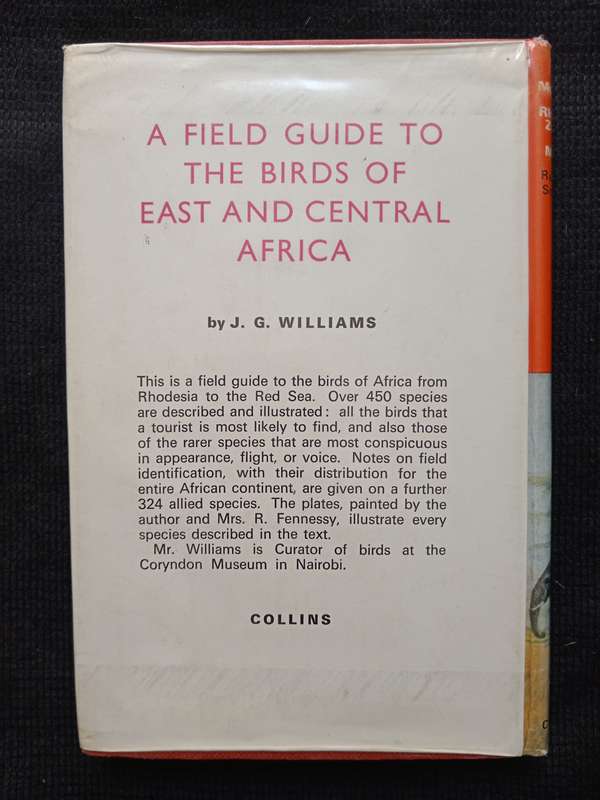 A FIELD GUIDE TO
THE BIRDS OF
EAST AND CENTRAL
AFRICA
by J. G. WILLIAMS
This is a field guide to the birds of Africa from
Rhodesia to the Red Sea. Over 450 species
are described and illustrated: all the birds that
a tourist is most likely to find, and also those
of the rarer species that are most conspicuous
in appearance, flight, or voice. Notes on field
identification, with their distribution for the
entire African continent, are given on a further
324 allied species. The plates, painted by the
author and Mrs. R. Fennessy, illustrate every
species described in the text.
Mr. Williams is Curator of birds at the
Coryndon Museum in Nairobi.
COLLINS